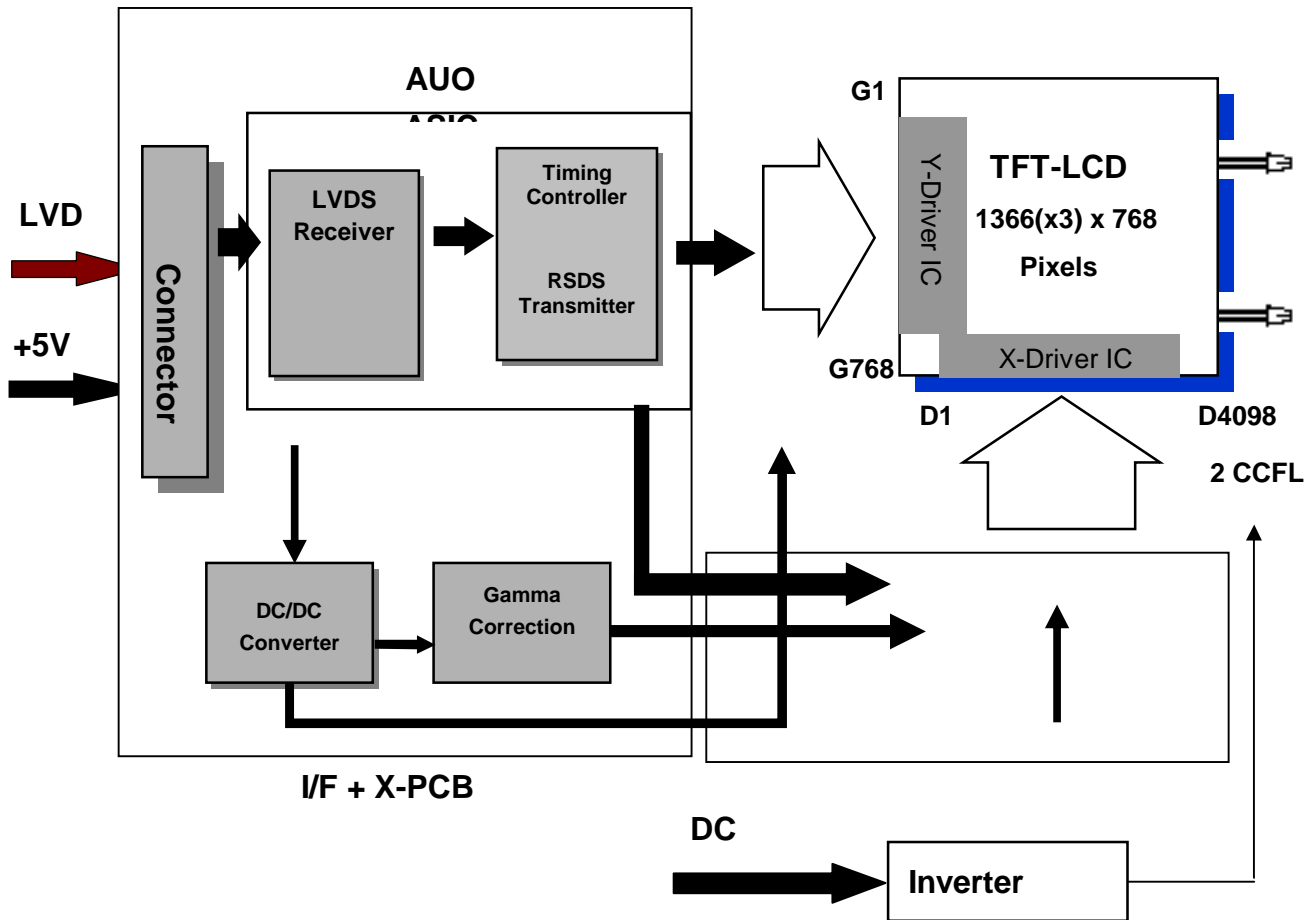 AUO
ASIC
LVD
+5V
Connector
LVDS
Receiver
Timing
Controller
RSDS
Transmitter
G1
Y-Driver IC
TFT-LCD
1366(x3) x 768
Pixels
G768
X-Driver IC
D1
D4098
2 CCFL
DC/DC
Converter
Gamma
Correction
I/F + X-PCB
DC
Inverter